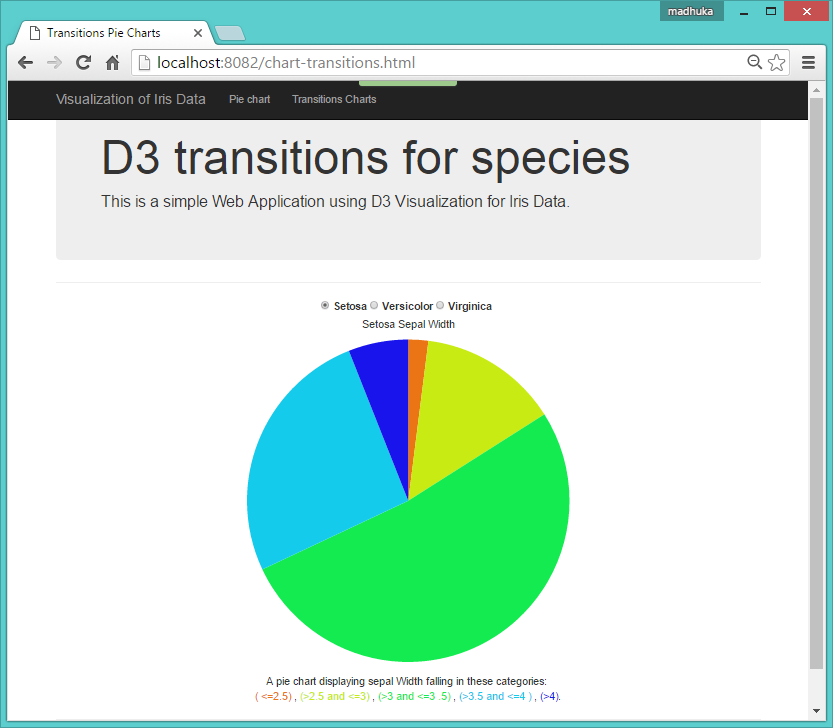 madhuka
Transitions Pie Charts
localhost:8082/chart-transitions.html
Visualization of Iris Data Pie chart Transitions Charts
D3 transitions for species
This is a simple Web Application using D3 Visualization for Iris Data.
Setosa Versicolor Virginica
Setosa Sepal Width
A pie chart displaying sepal Width falling in these categories:
( <=2.5) , (>2.5 and <=3) , (>3 and <=3 .5) , (>3.5 and <=4 ) , (>4).